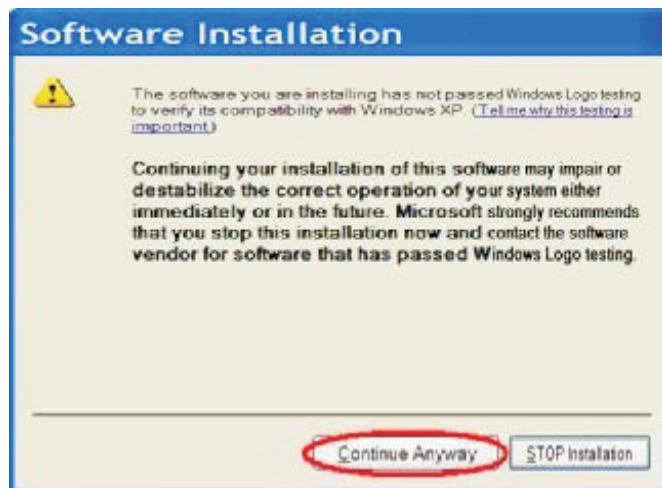 Software Installation
The software you are installing has not passed Windows Logo testing
to verify its compatibility with Windows XP. (Tell me why this testing is
important.)
Continuing your installation of this software may impair or
destabilize the correct operation of your system either
immediately or in the future. Microsoft strongly recommends
that you stop this installation now and contact the software
vendor for software that has passed Windows Logo testing.
Continue Anyway
STOP Installation